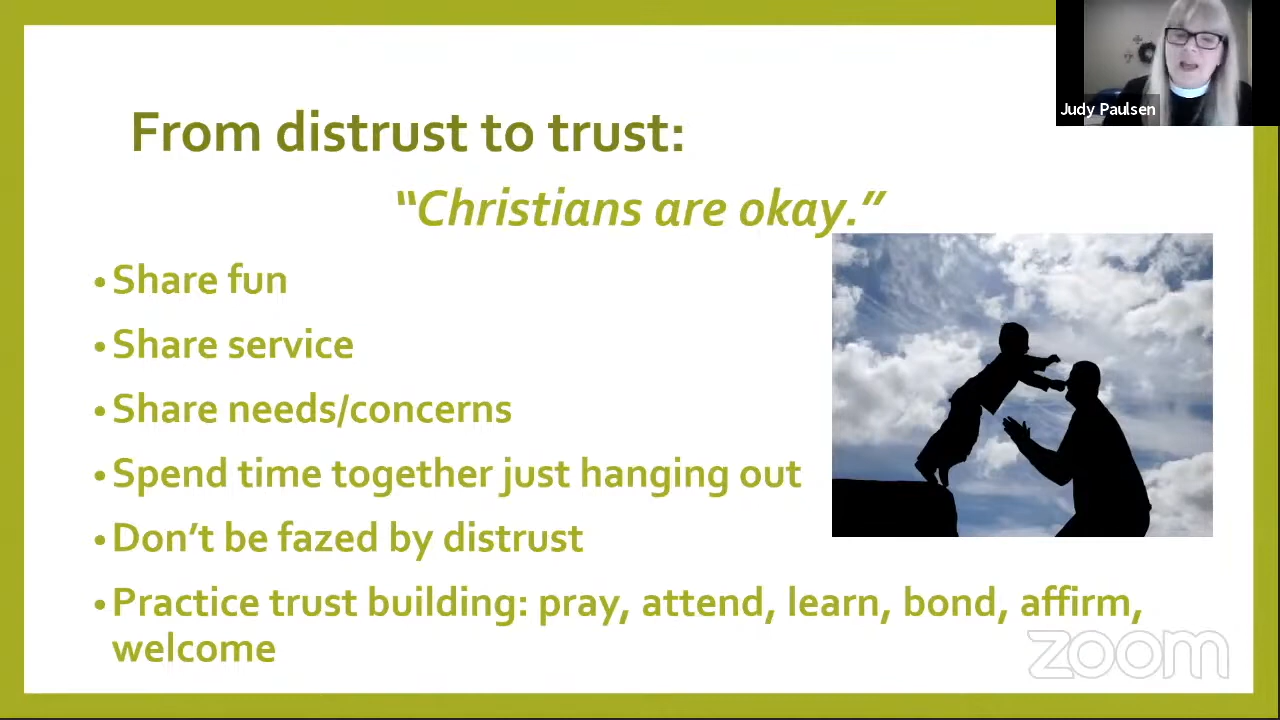 Judy Paulsen
From distrust to trust:
“Christians are okay.”
• Share fun
• Share service
• Share needs/concerns
• Spend time together just hanging out
• Don’t be fazed by distrust
• Practice trust building: pray, attend, learn, bond, affirm,
welcome
zoom